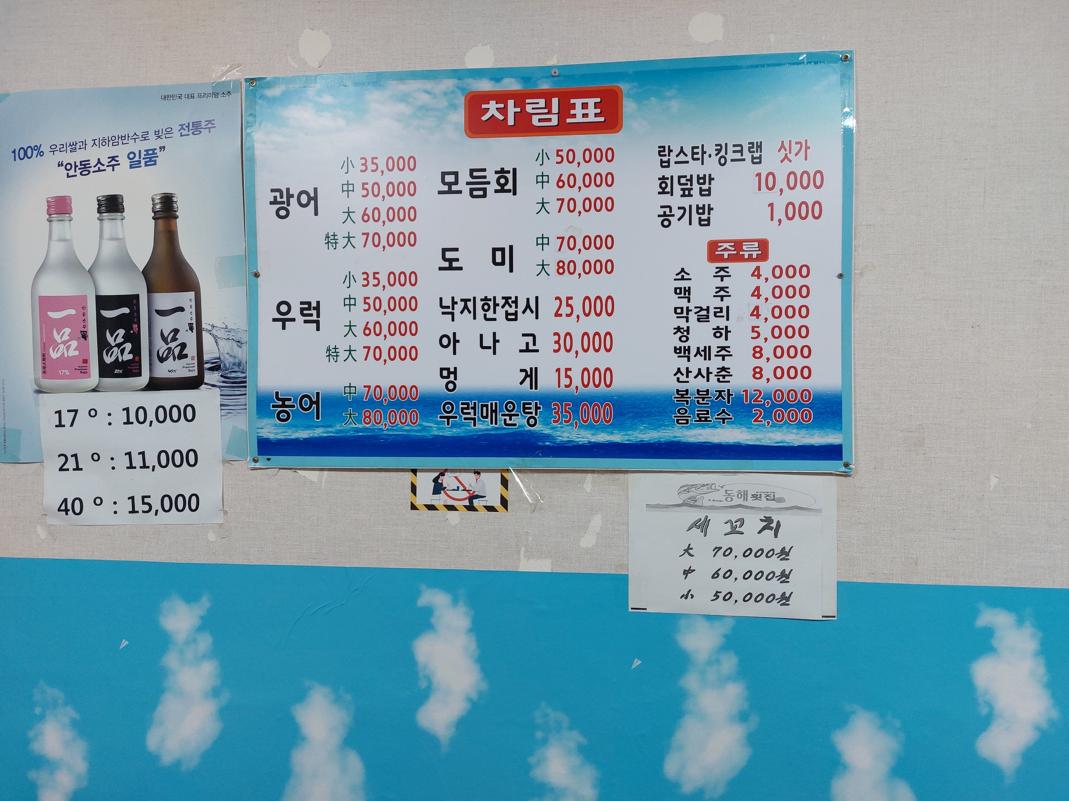 대한민국 대표 프리미엄 소주
100% 우리쌀과 지하암반수로 빚은 전통주
“안동소주 일품”
一品
17%
一品
一品
17° : 10,000
21° : 11,000
40° : 15,000
차림표
광어
小 35,000
中 50,000
大 60,000
特大 70,000
우럭
小 35,000
中 50,000
大 60,000
特大 70,000
농어
中 70,000
大 80,000
모듬회
小 50,000
中 60,000
大 70,000
도 미
中 70,000
大 80,000
낙지한접시 25,000
아 나 고 30,000
멍 게 15,000
우럭매운탕 35,000
랍스타·킹크랩 싯가
회덮밥 10,000
공기밥 1,000
주류
소 주 4,000
맥 주 4,000
막걸리 4,000
청 하 5,000
백세주 8,000
산사춘 8,000
복분자 12,000
음료수 2,000
동해횟집
세꼬치
大 70,000원
中 60,000원
小 50,000원